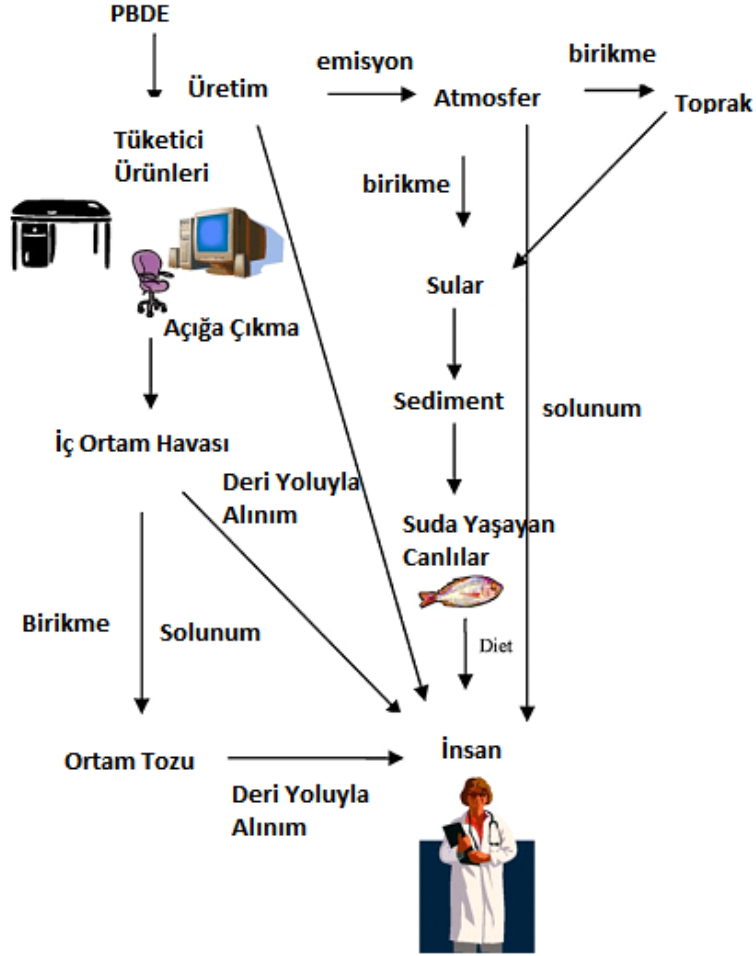 PBDE
emisyon
birikme
Üretim
Atmosfer
Toprak
Tüketici
Ürünleri
birikme
Sular
Açığa Çıkma
Sediment
solunum
İç Ortam Havası
Deri Yoluyla
Alınım
Suda Yaşayan
Canlılar
Birikme
Solunum
Diet
Ortam Tozu
İnsan
Deri Yoluyla
Alınım